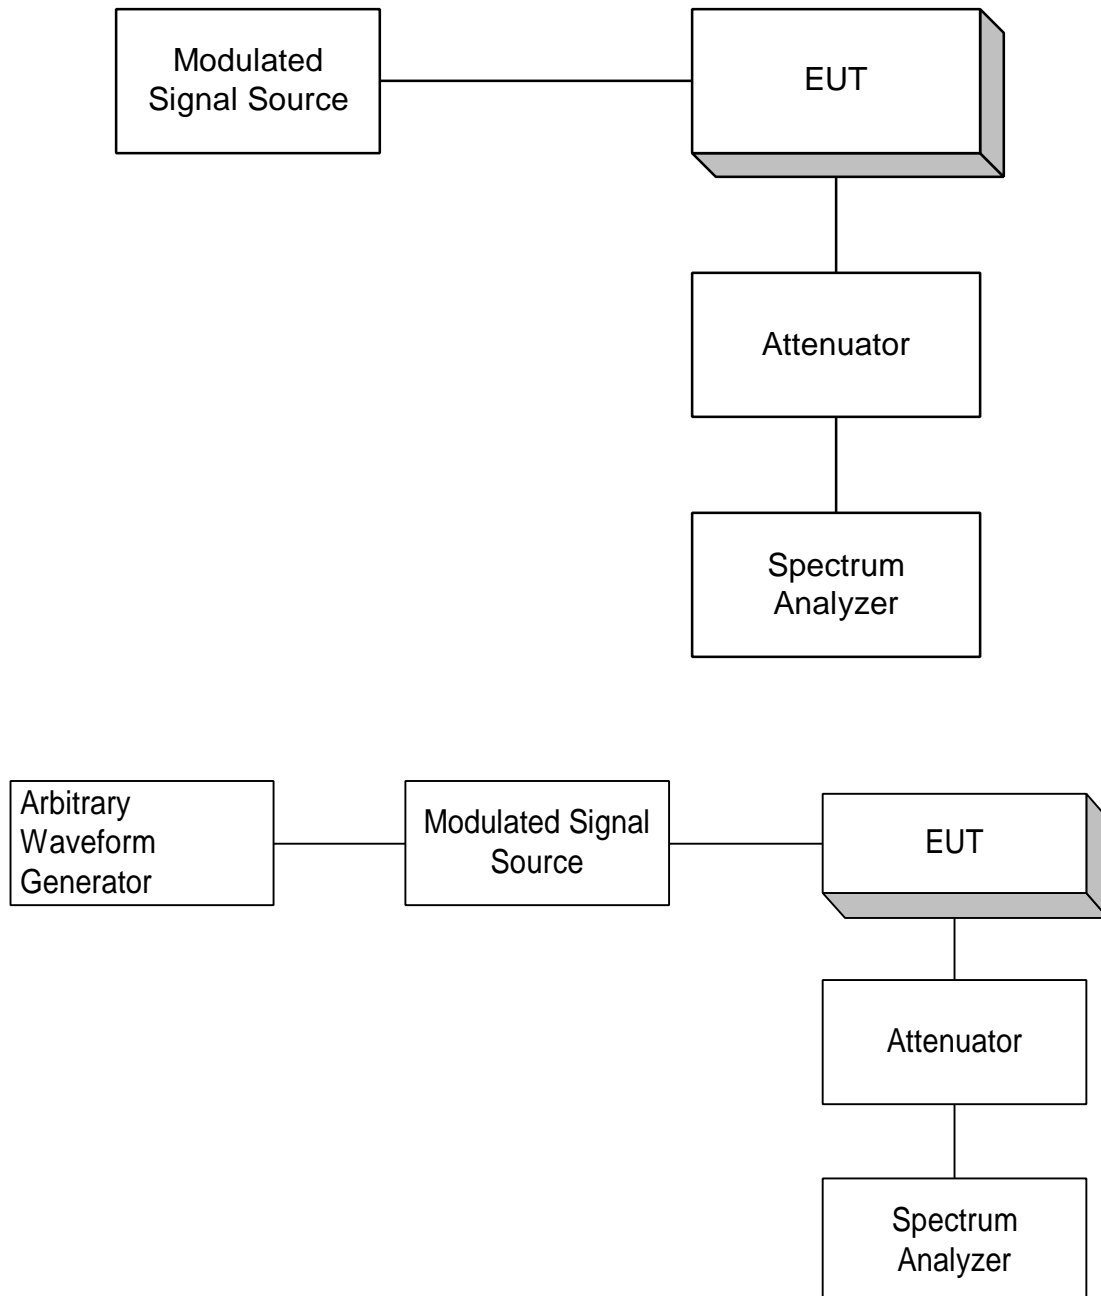 Modulated
Signal Source
EUT
Attenuator
Spectrum
Analyzer
Arbitrary
Waveform
Generator
Modulated Signal
Source
EUT
Attenuator
Spectrum
Analyzer